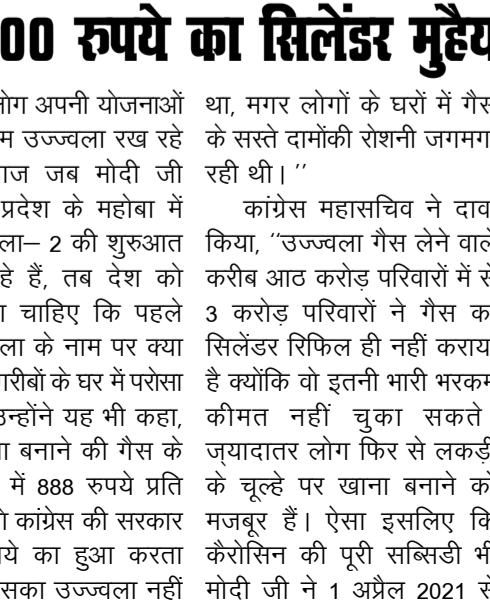 00 रुपये का सिलेंडर मुहैय
लोग अपनी योजनाओं
म उज्ज्वला रख रहे
ाज जब मोदी जी
प्रदेश के महोबा में
ला– 2 की शुरुआत
हे हैं, तब देश को
चाहिए कि पहले
ला के नाम पर क्या
गरीबों के घर में परोसा
उन्होंने यह भी कहा,
बनाने की गैस के
में 888 रुपये प्रति
कांग्रेस की सरकार
ये का हुआ करता
सका उज्ज्वला नहीं
था, मगर लोगों के घरों में गैस
के सस्ते दामोंकी रोशनी जगमग
रही थी। ’’
कांग्रेस महासचिव ने दाव
किया, ‘‘उज्ज्वला गैस लेने वाले
करीब आठ करोड़ परिवारों में से
3 करोड़ परिवारों ने गैस क
सिलेंडर रिफिल ही नहीं कराय
है क्योंकि वो इतनी भारी भरकम
कीमत नहीं चुका सकते
ज्यादातर लोग फिर से लकड़ी
के चूल्हे पर खाना बनाने को
मजबूर हैं। ऐसा इसलिए कि
कैरोसिन की पूरी सब्सिडी भी
मोदी जी ने 1 अप्रैल 2021 से